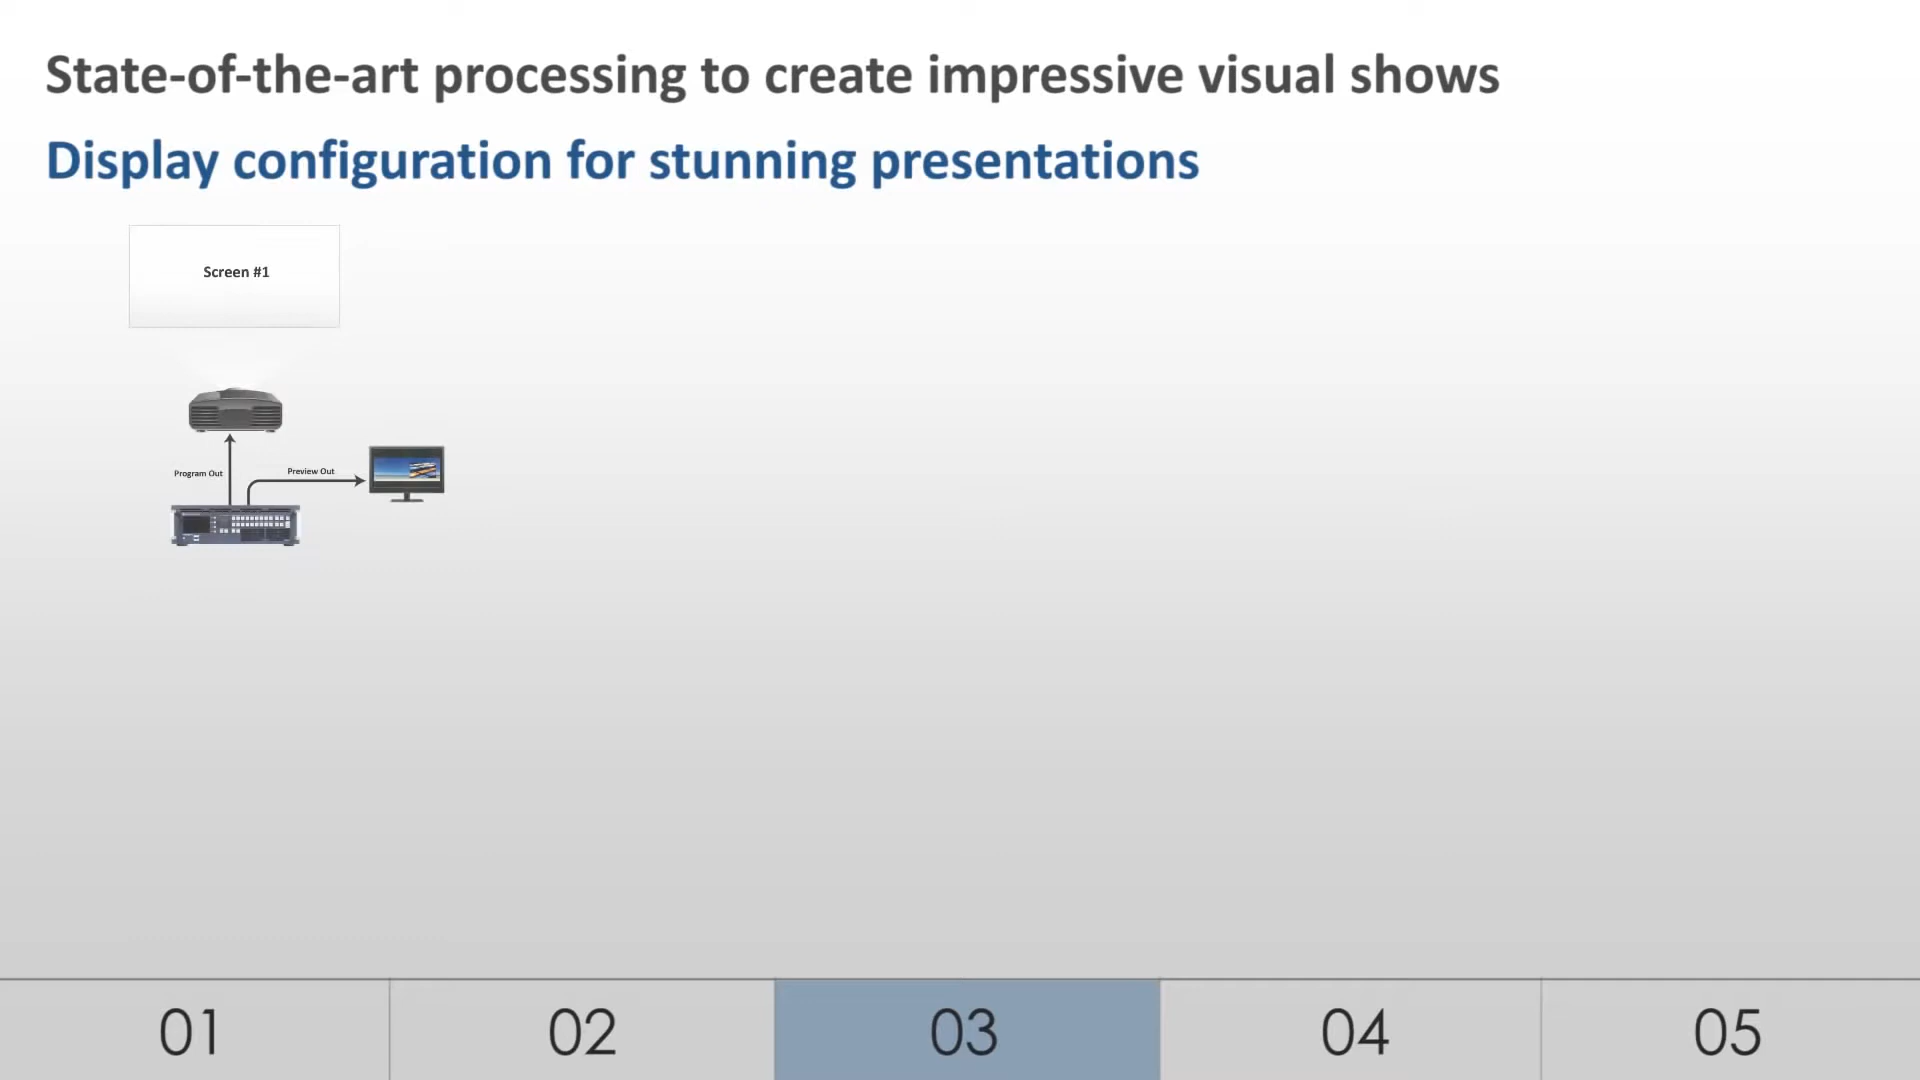 State-of-the-art processing to create impressive visual shows
Display configuration for stunning presentations
Screen #1
Program Out
Preview Out
01
02
03
04
05